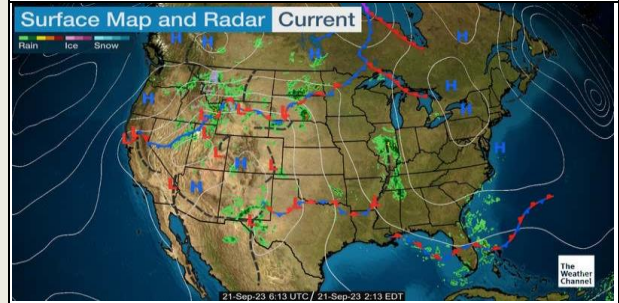 Surface Map and Radar Current
Rain Ice Snow
H H H H
H
H
H
H
L L L L
L L L
H
L
H L
L H
L L
L
The
Weather
Channel
21-Sep-23 6:13 UTC / 21-Sep-23 2:13 EDT